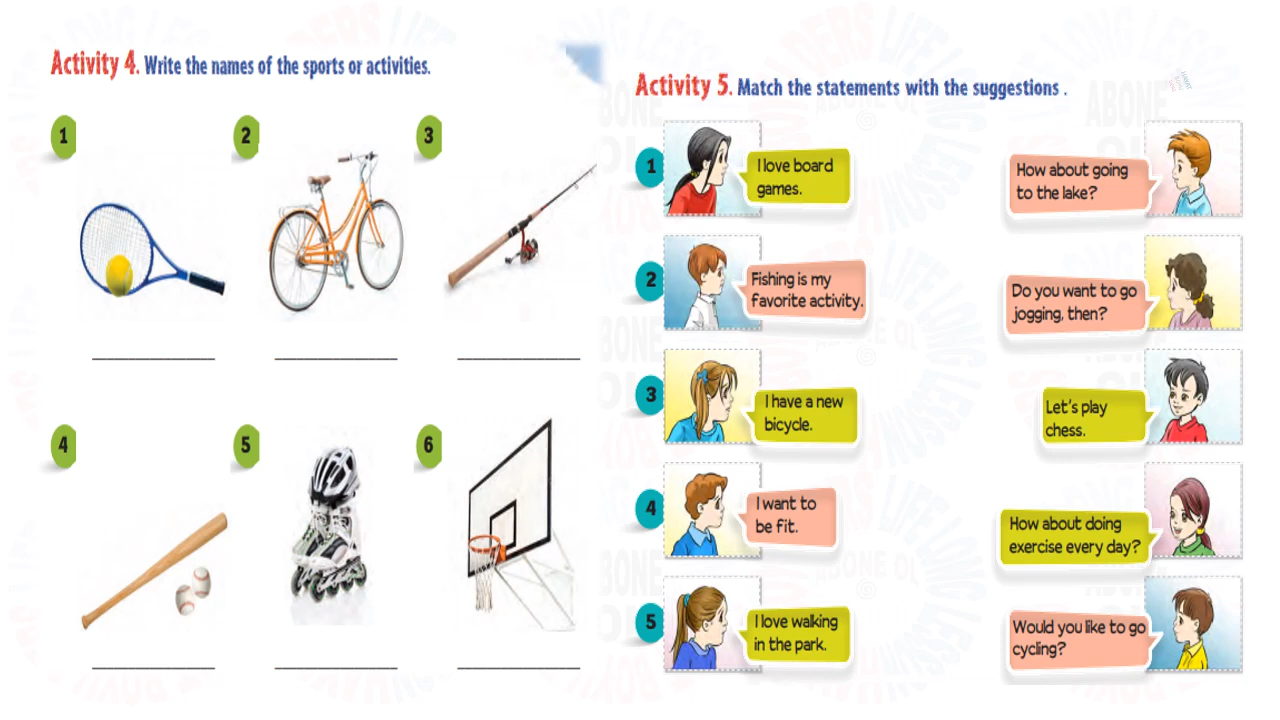 Activity 4. Write the names of the sports or activities.
1
2
3
4
5
6
Activity 5. Match the statements with the suggestions .
1
I love board
games.
How about going
to the lake?
2
Fishing is my
favorite activity.
Do you want to go
jogging, then?
3
I have a new
bicycle.
Let's play
chess.
4
I want to
be fit.
How about doing
exercise every day?
5
I love walking
in the park.
Would you like to go
cycling?